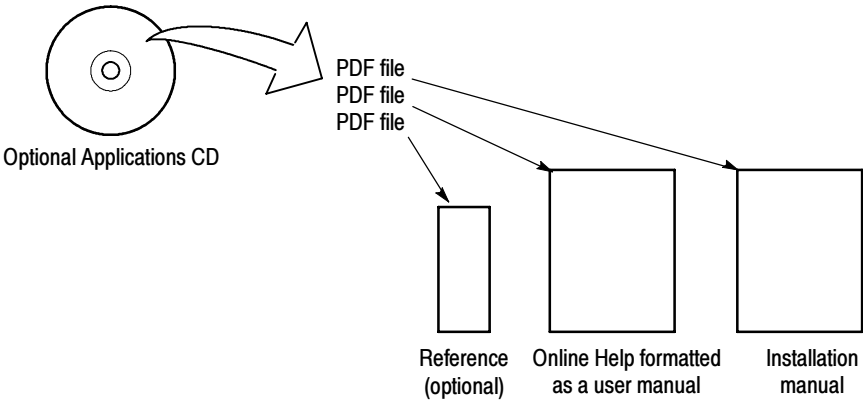 PDF file
PDF file
PDF file
Optional Applications CD
Reference
(optional)
Online Help formatted
as a user manual
Installation
manual